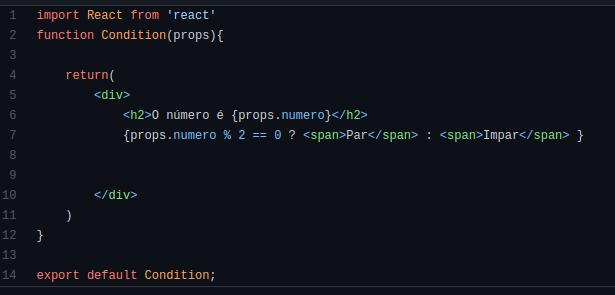 1 import React from 'react'
2 function Condition(props){
3
4 return(
5 <div>
6 <h2>O número é {props.numero}</h2>
7 {props.numero % 2 == 0 ? <span>Par</span> : <span>Impar</span> }
8
9
10 </div>
11 )
12 }
13
14 export default Condition;